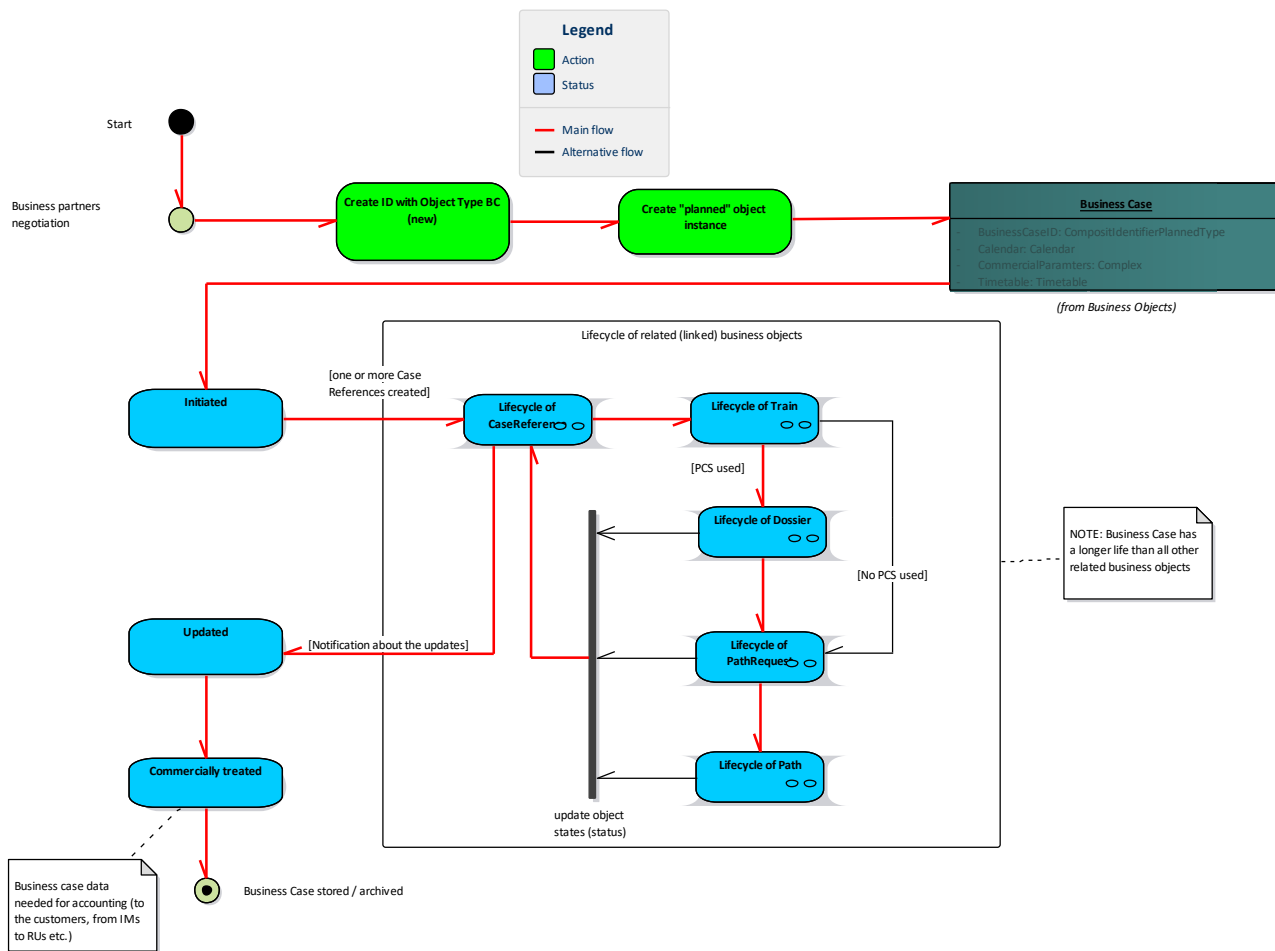 Legend
Action
Status
Main flow
Alternative flow
Start
Business partners
negotiation
Create ID with Object Type BC
(new)
Create "planned" object
instance
Business Case
- BusinessCaseID: CompositIdentifierPlannedType
- Calendar: Calendar
- CommercialParamters: Complex
- Timetable: Timetable
(from Business Objects)
Lifecycle of related (linked) business objects
[one or more Case
References created]
Initiated
Lifecycle of
CaseReference
Lifecycle of Train
[PCS used]
Lifecycle of Dossier
NOTE: Business Case has
a longer life than all other
related business objects
[No PCS used]
Updated
[Notification about the updates]
Lifecycle of
PathRequest
Commercially treated
Lifecycle of Path
update object
states (status)
Business case data
needed for accounting (to
the customers, from IMs
to RUs etc.)
Business Case stored / archived